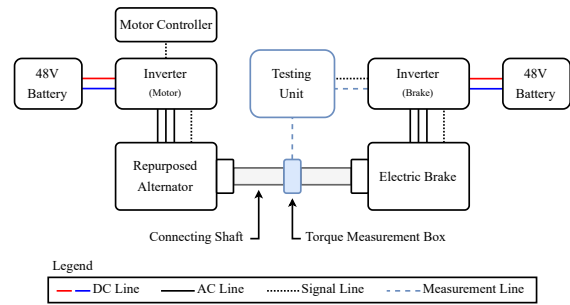 Motor Controller
48V
Battery
Inverter
(Motor)
Testing
Unit
Inverter
(Brake)
48V
Battery
Repurposed
Alternator
Electric Brake
Connecting Shaft
Torque Measurement Box
Legend
DC Line
AC Line
Signal Line
Measurement Line